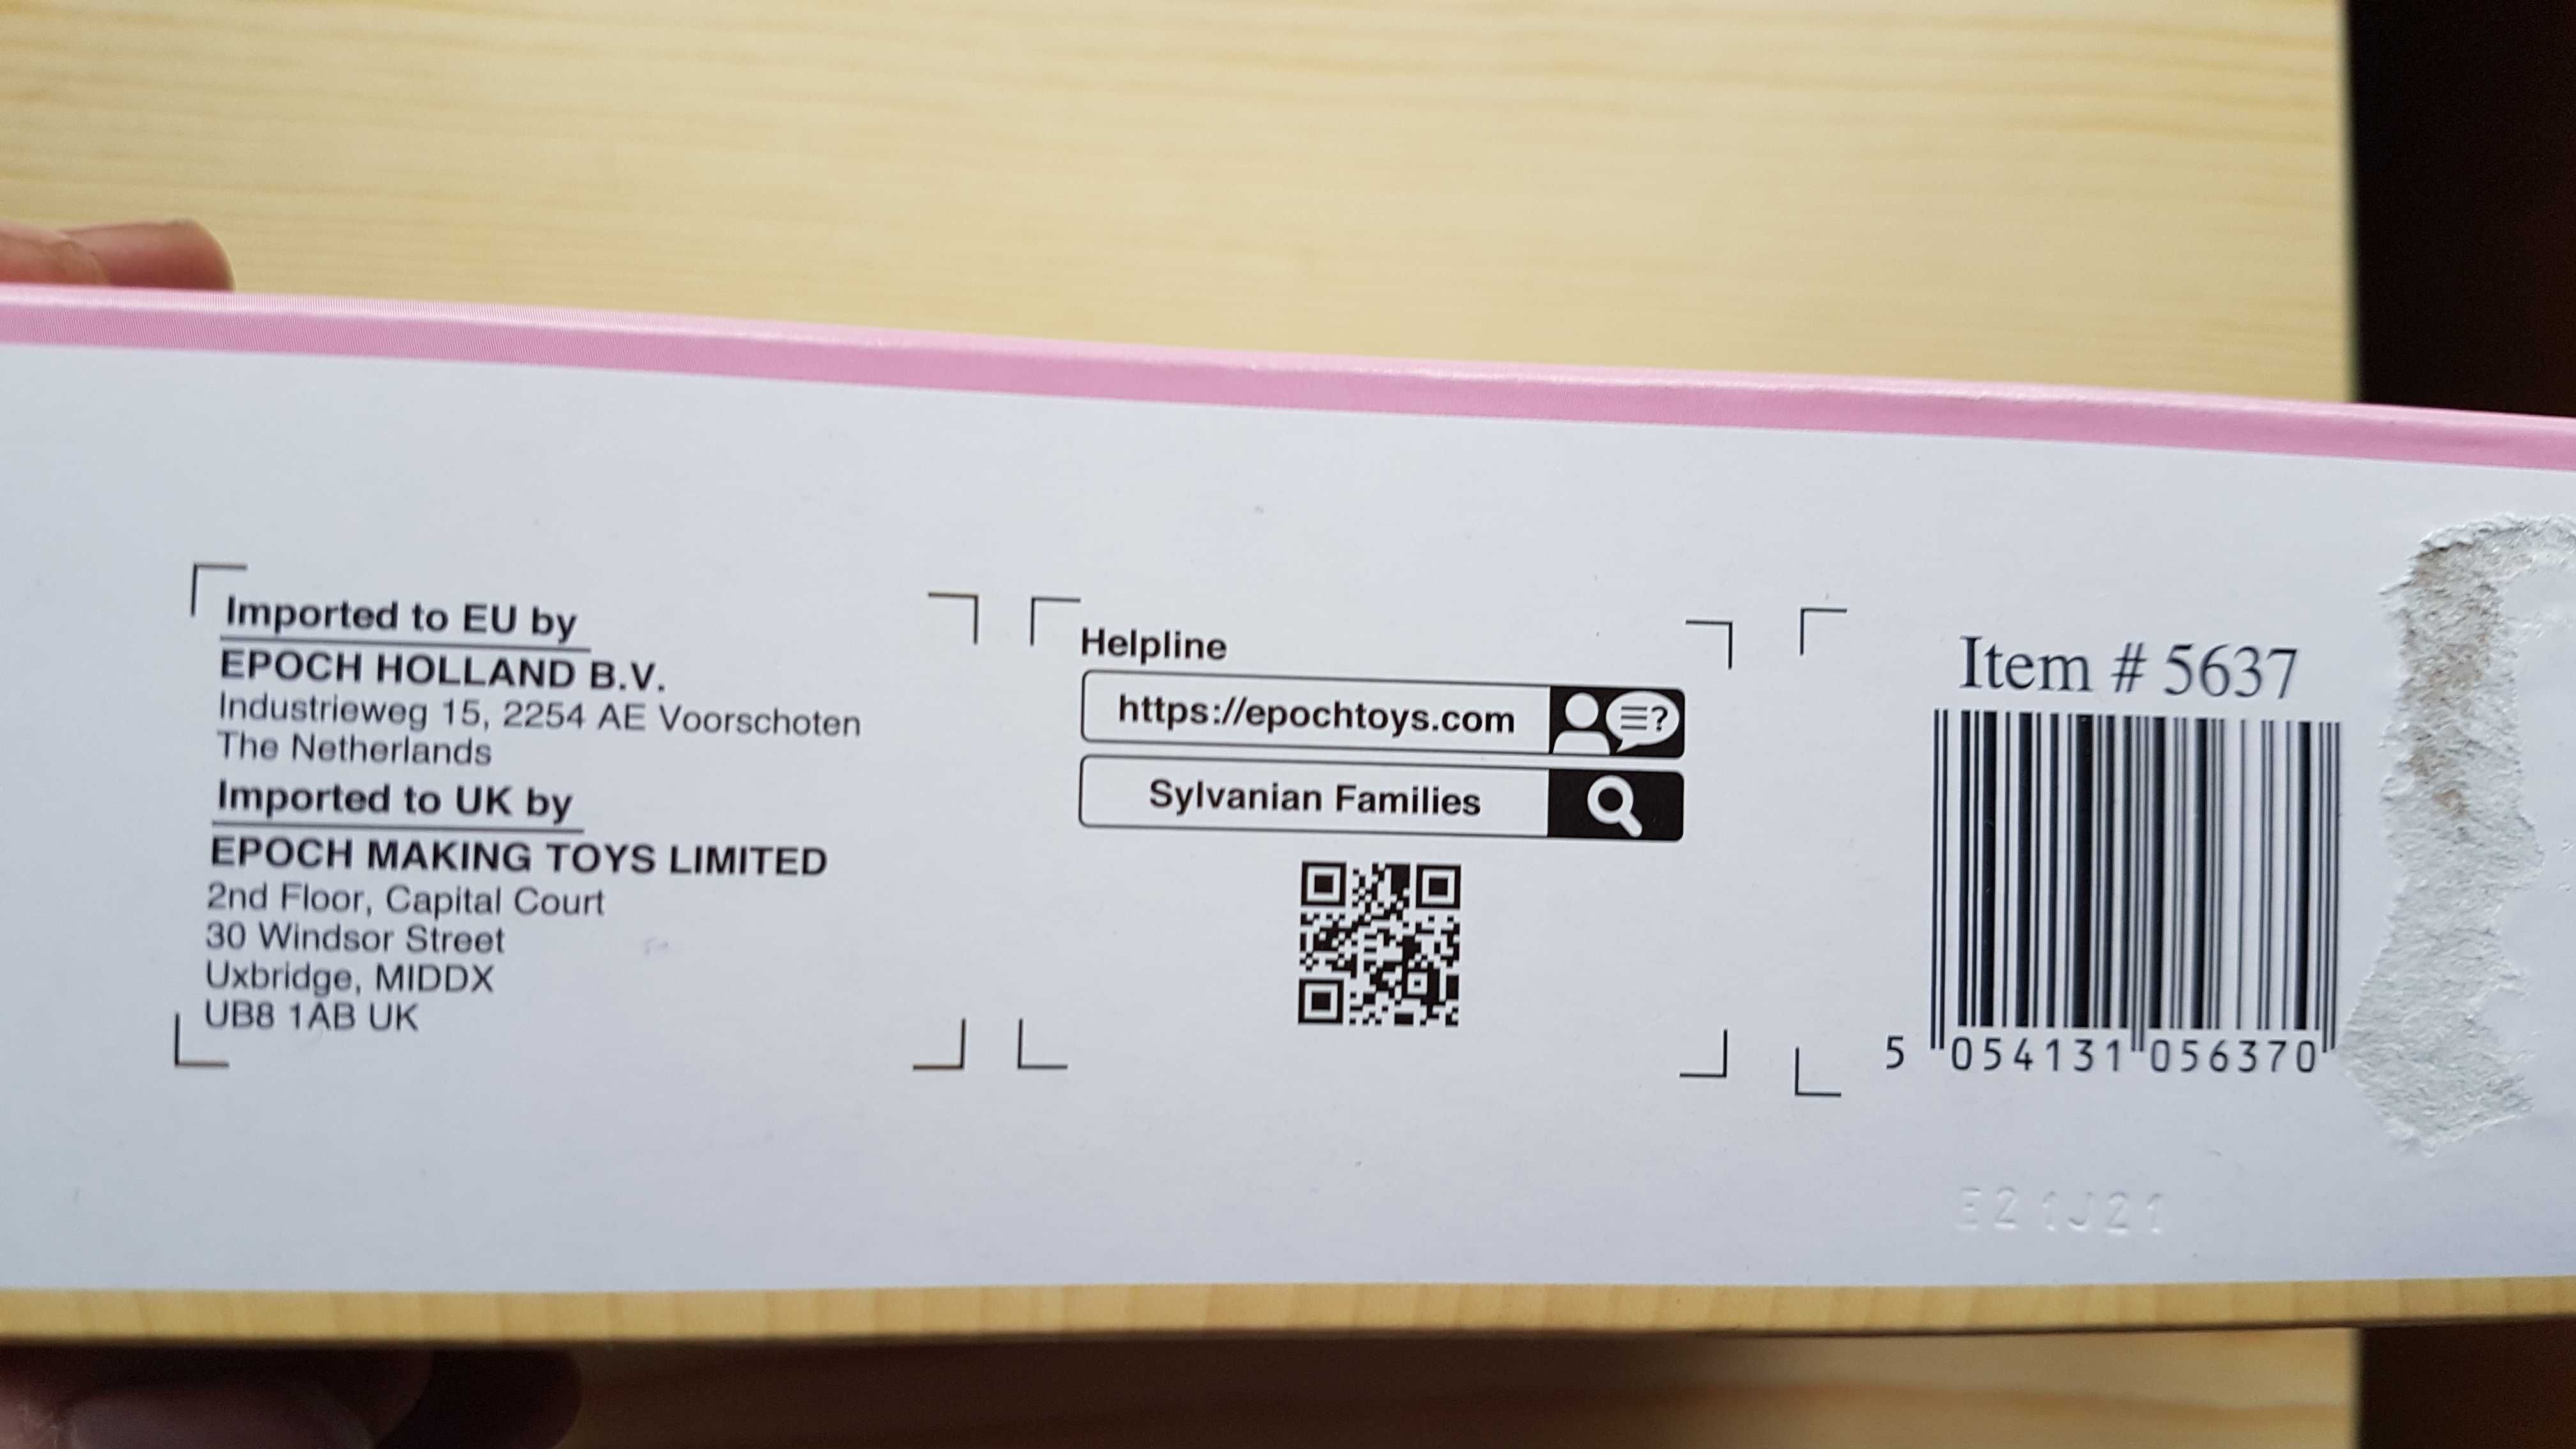 Imported to EU by
EPOCH HOLLAND B.V.
Industrieweg 15, 2254 AE Voorschoten
The Netherlands
Imported to UK by
EPOCH MAKING TOYS LIMITED
2nd Floor, Capital Court
30 Windsor Street
Uxbridge, MIDDX
UB8 1AB UK
Helpline
https://epochtoys.com
?
Sylvanian Families
Item # 5637
5 054131 056370
E21J21